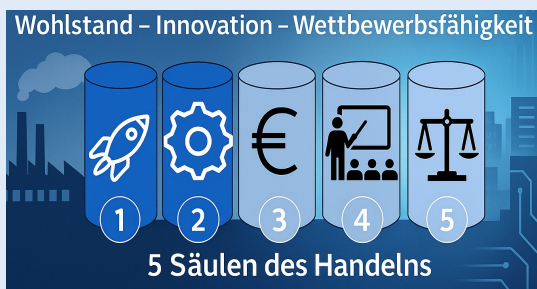 Wohlstand – Innovation – Wettbewerbsfähigkeit
€
1 2 3 4 5
5 Säulen des Handelns